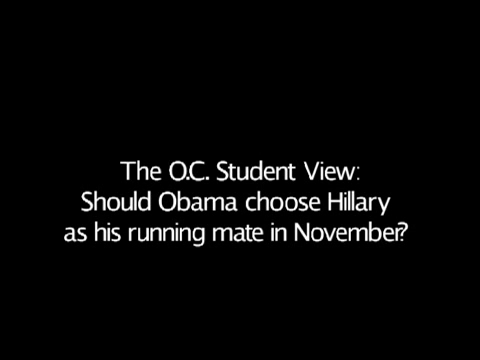 The O.C. Student View:
Should Obama choose Hillary
as his running mate in November?